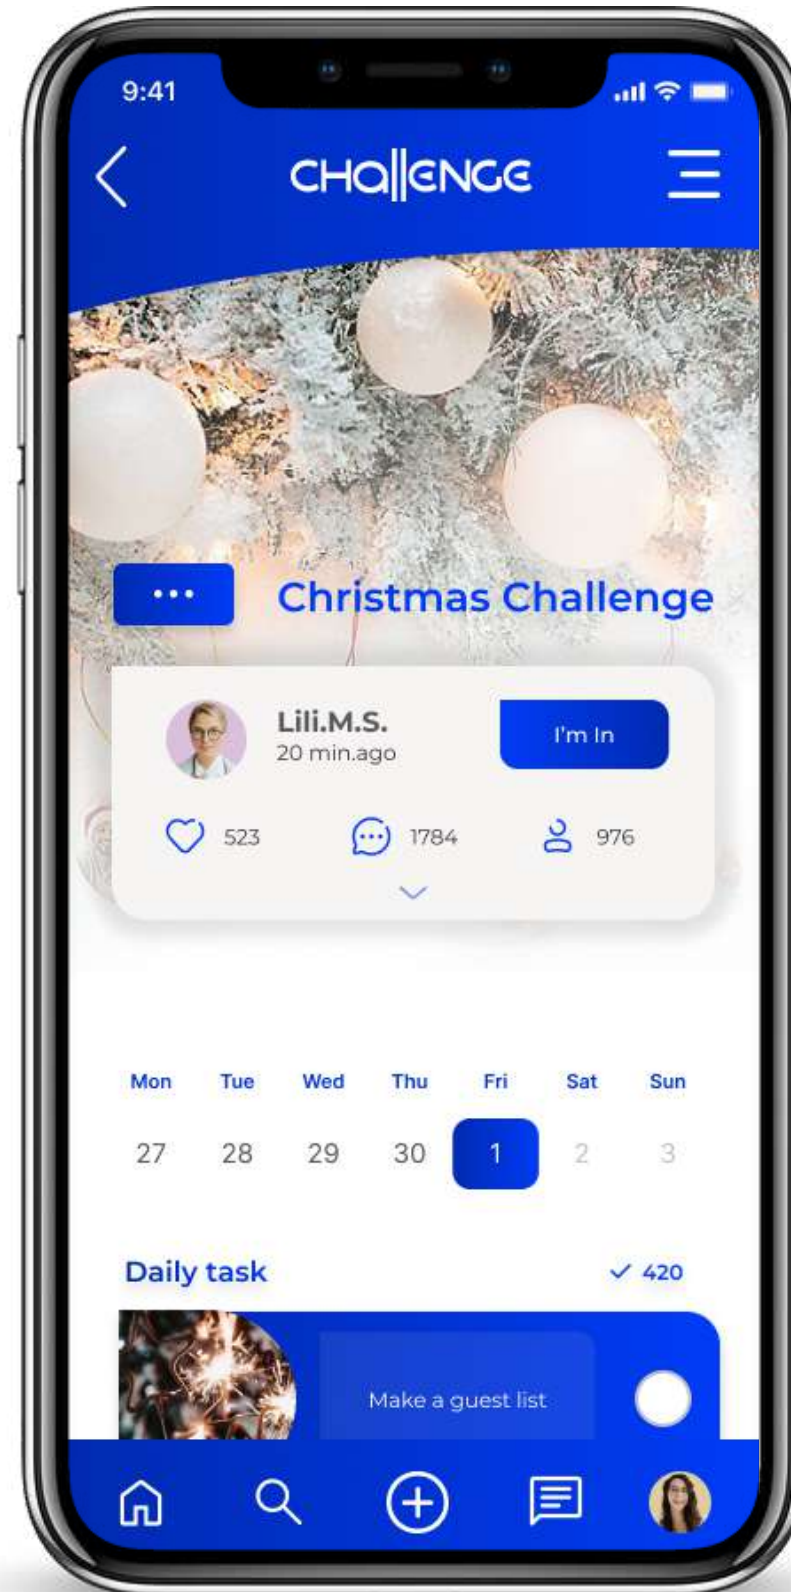 9:41
CHallENGE
••• Christmas Challenge
Lili.M.S.
20 min.ago
I'm In
523 1784 976
Mon Tue Wed Thu Fri Sat Sun
27 28 29 30 1 2 3
Daily task 420
Make a guest list